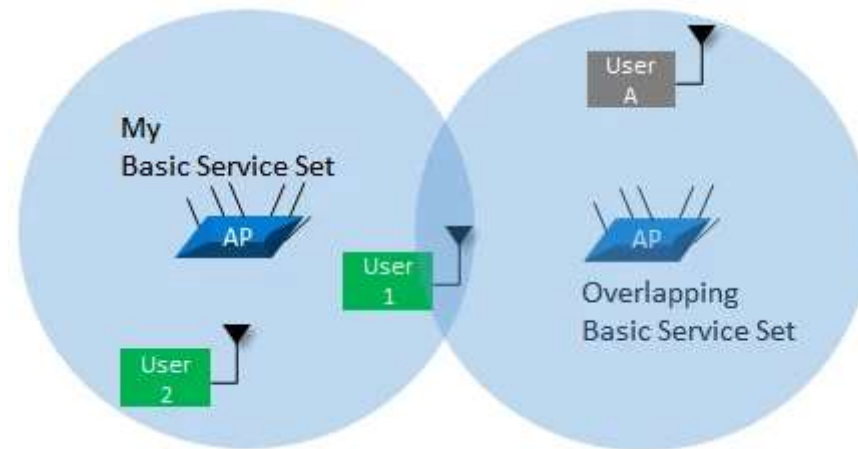 My
Basic Service Set
AP
User
1
User
2
User
A
AP
Overlapping
Basic Service Set